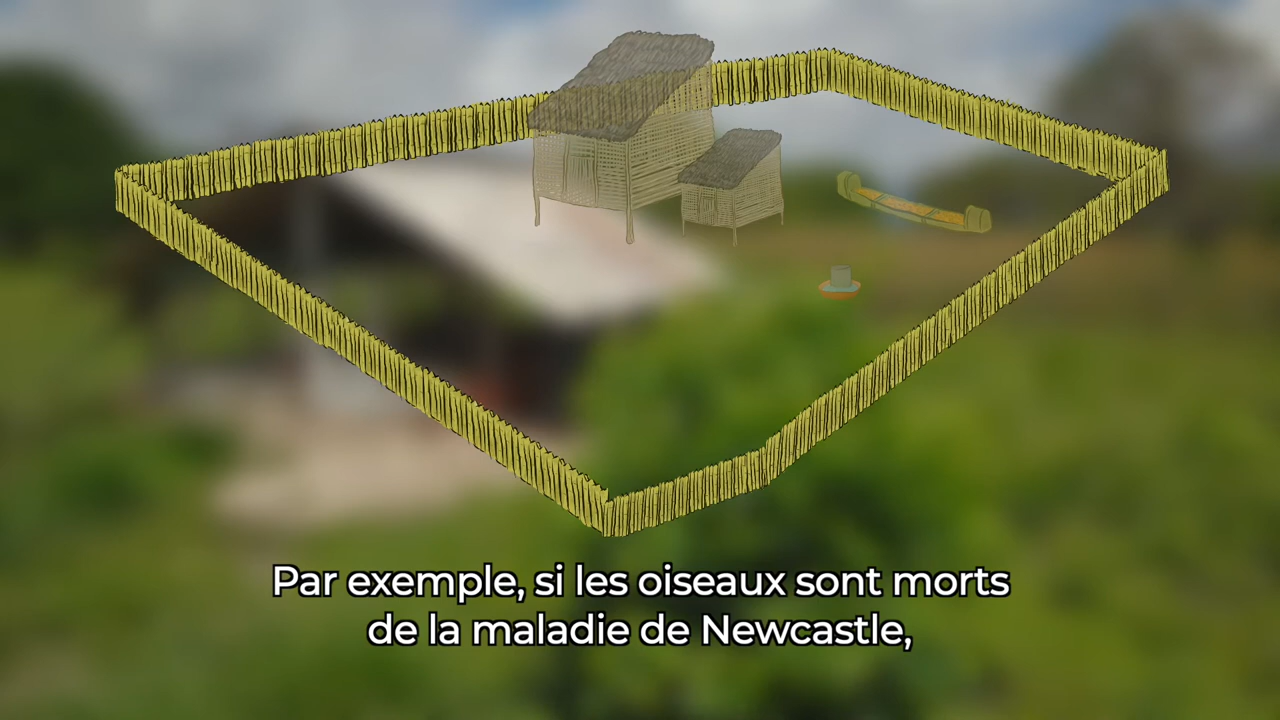 Par exemple, si les oiseaux sont morts
de la maladie de Newcastle,